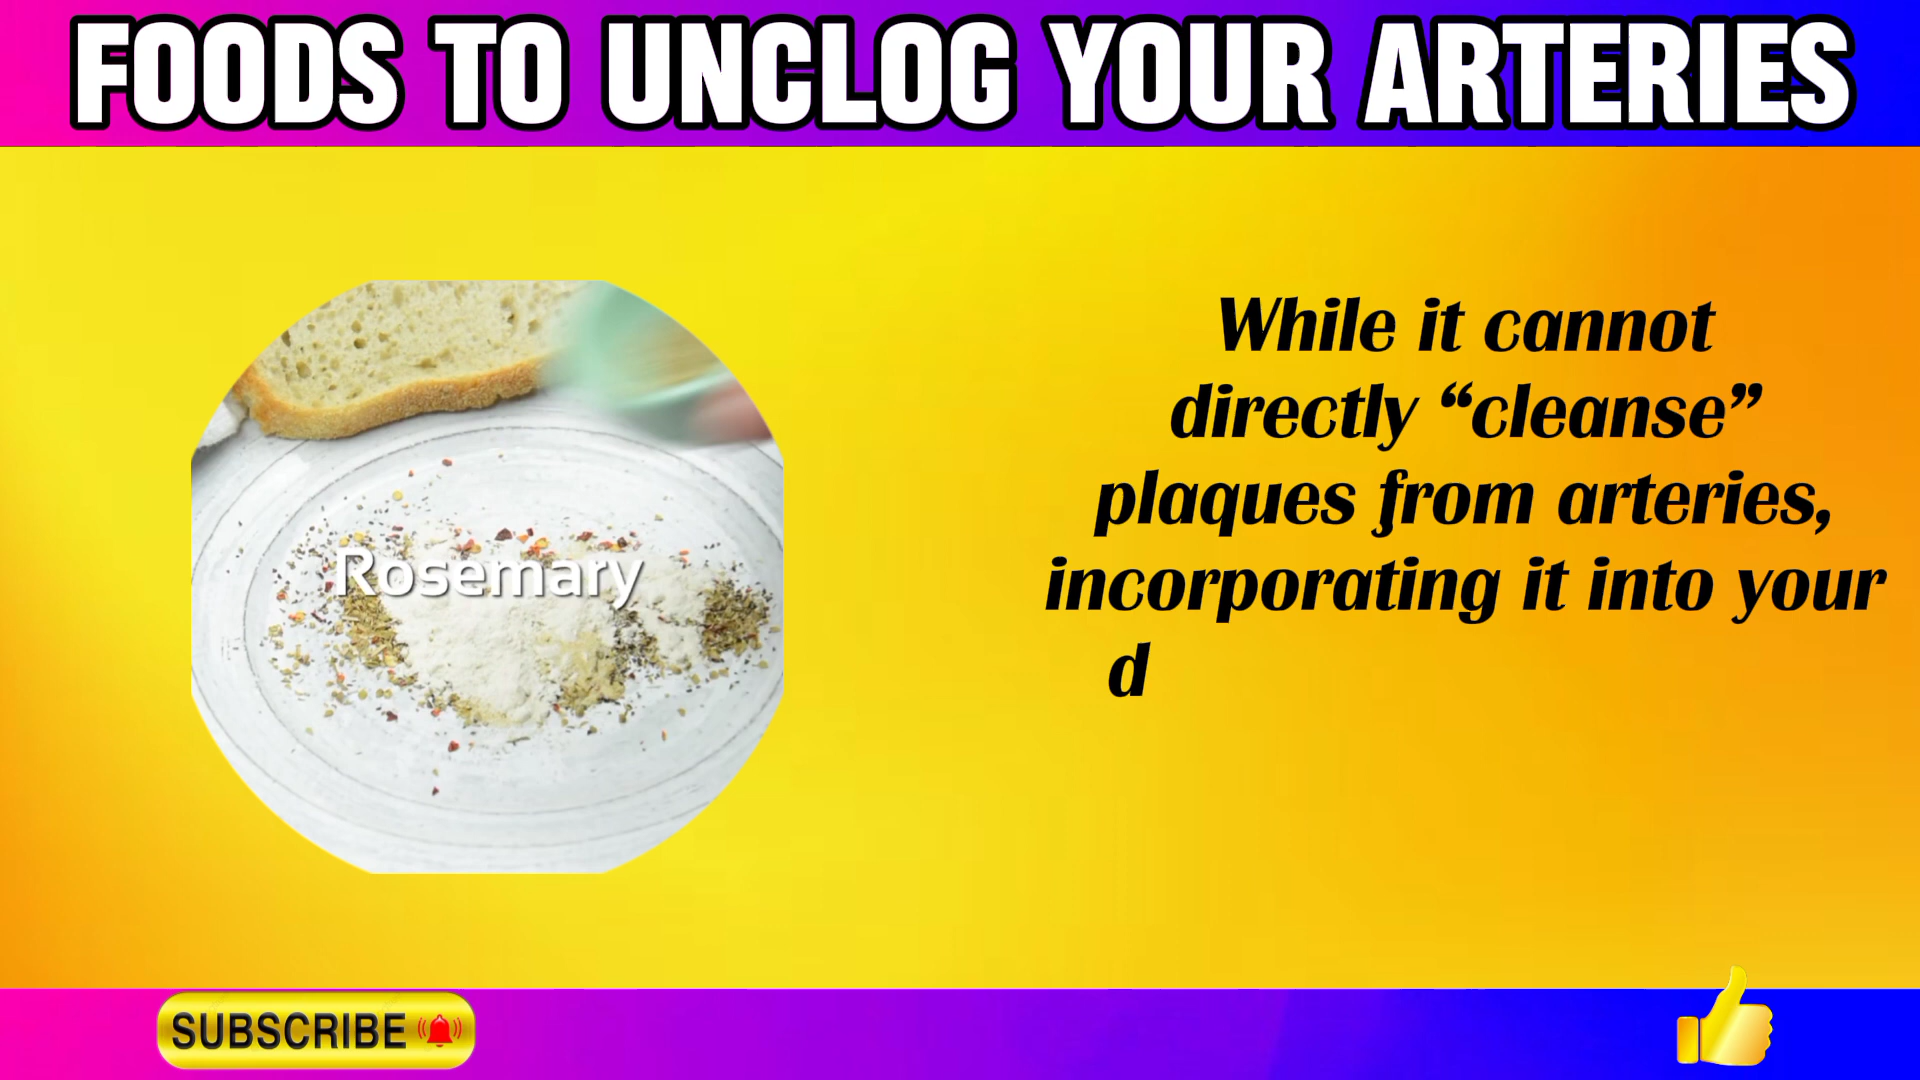 FOODS TO UNCLOG YOUR ARTERIES
Rosemary
While it cannot
directly “cleanse”
plaques from arteries,
incorporating it into your
d
SUBSCRIBE